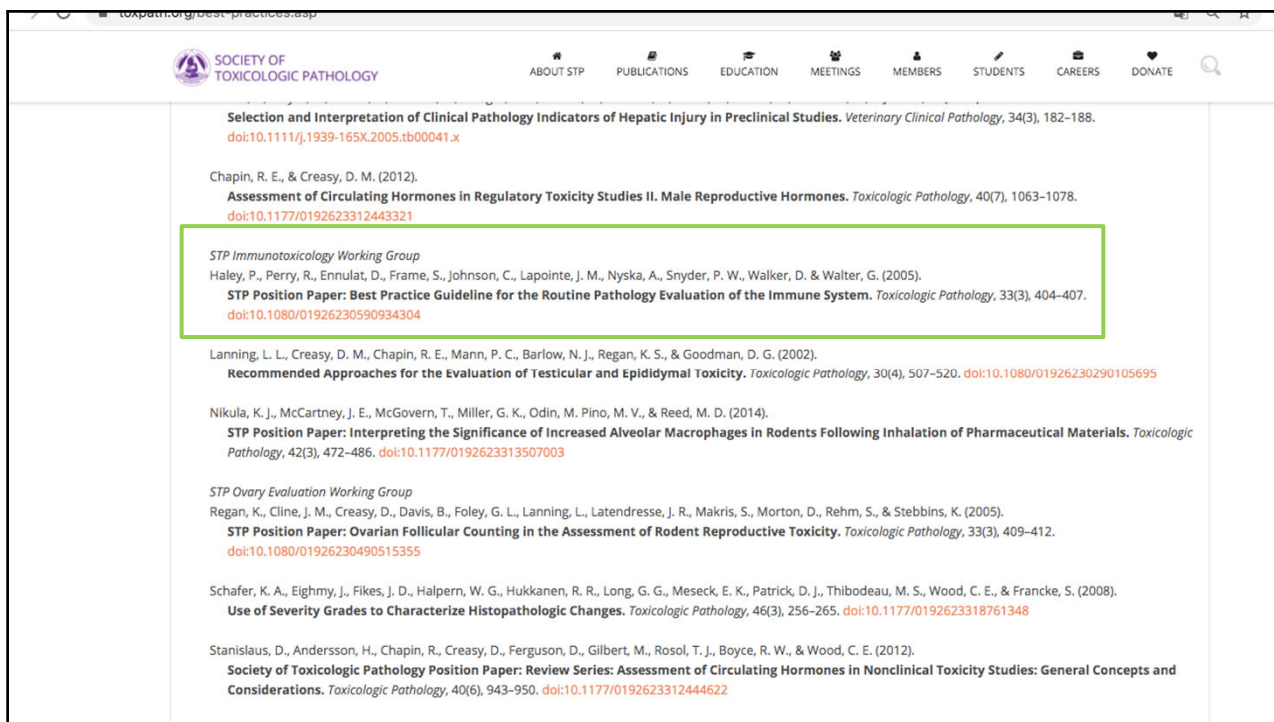 toxpath.org/best-practices.asp
SOCIETY OF
TOXICOLOGIC PATHOLOGY
ABOUT STP PUBLICATIONS EDUCATION MEETINGS MEMBERS STUDENTS CAREERS DONATE
Selection and Interpretation of Clinical Pathology Indicators of Hepatic Injury in Preclinical Studies. Veterinary Clinical Pathology, 34(3), 182–188.
doi:10.1111/j.1939-165X.2005.tb00041.x
Chapin, R. E., & Creasy, D. M. (2012).
Assessment of Circulating Hormones in Regulatory Toxicity Studies II. Male Reproductive Hormones. Toxicologic Pathology, 40(7), 1063–1078.
doi:10.1177/0192623312443321
STP Immunotoxicology Working Group
Haley, P., Perry, R., Ennulat, D., Frame, S., Johnson, C., Lapointe, J. M., Nyska, A., Snyder, P. W., Walker, D. & Walter, G. (2005).
STP Position Paper: Best Practice Guideline for the Routine Pathology Evaluation of the Immune System. Toxicologic Pathology, 33(3), 404–407.
doi:10.1080/01926230590934304
Lanning, L. L., Creasy, D. M., Chapin, R. E., Mann, P. C., Barlow, N. J., Regan, K. S., & Goodman, D. G. (2002).
Recommended Approaches for the Evaluation of Testicular and Epididymal Toxicity. Toxicologic Pathology, 30(4), 507–520. doi:10.1080/01926230290105695
Nikula, K. J., McCartney, J. E., McGovern, T., Miller, G. K., Odin, M. Pino, M. V., & Reed, M. D. (2014).
STP Position Paper: Interpreting the Significance of Increased Alveolar Macrophages in Rodents Following Inhalation of Pharmaceutical Materials. Toxicologic
Pathology, 42(3), 472–486. doi:10.1177/0192623313507003
STP Ovary Evaluation Working Group
Regan, K., Cline, J. M., Creasy, D., Davis, B., Foley, G. L., Lanning, L., Latendresse, J. R., Makris, S., Morton, D., Rehm, S., & Stebbins, K. (2005).
STP Position Paper: Ovarian Follicular Counting in the Assessment of Rodent Reproductive Toxicity. Toxicologic Pathology, 33(3), 409–412.
doi:10.1080/01926230490515355
Schafer, K. A., Eighmy, J., Fikes, J. D., Halpern, W. G., Hukkanen, R. R., Long, G. G., Meseck, E. K., Patrick, D. J., Thibodeau, M. S., Wood, C. E., & Francke, S. (2008).
Use of Severity Grades to Characterize Histopathologic Changes. Toxicologic Pathology, 46(3), 256–265. doi:10.1177/0192623318761348
Stanislaus, D., Andersson, H., Chapin, R., Creasy, D., Ferguson, D., Gilbert, M., Rosol, T. J., Boyce, R. W., & Wood, C. E. (2012).
Society of Toxicologic Pathology Position Paper: Review Series: Assessment of Circulating Hormones in Nonclinical Toxicity Studies: General Concepts and
Considerations. Toxicologic Pathology, 40(6), 943–950. doi:10.1177/0192623312444622